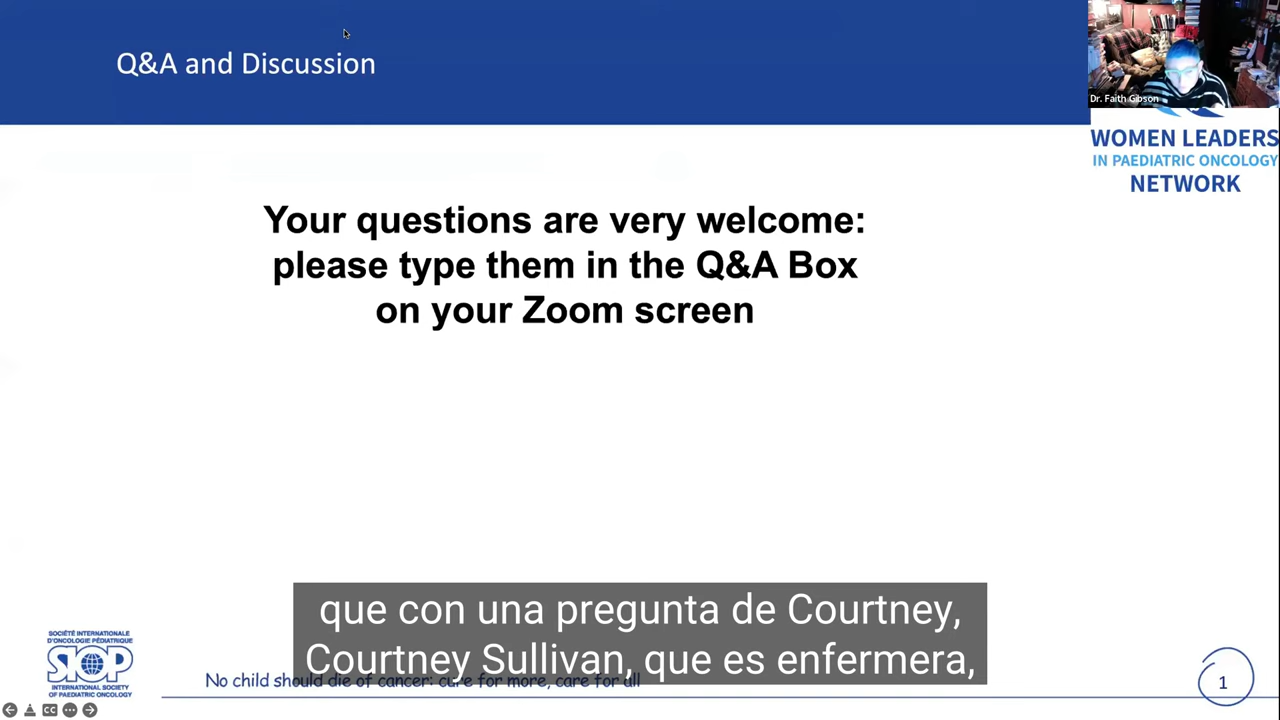 Q&A and Discussion
Dr. Faith Gibson
WOMEN LEADERS
IN PAEDIATRIC ONCOLOGY
NETWORK
Your questions are very welcome:
please type them in the Q&A Box
on your Zoom screen
que con una pregunta de Courtney,
Courtney Sullivan, que es enfermera,
SOCIÉTÉ INTERNATIONALE
D'ONCOLOGIE PÉDIATRIQUE
SIOP
INTERNATIONAL SOCIETY
OF PAEDIATRIC ONCOLOGY
No child should die of cancer: cure for more, care for all
1
CC